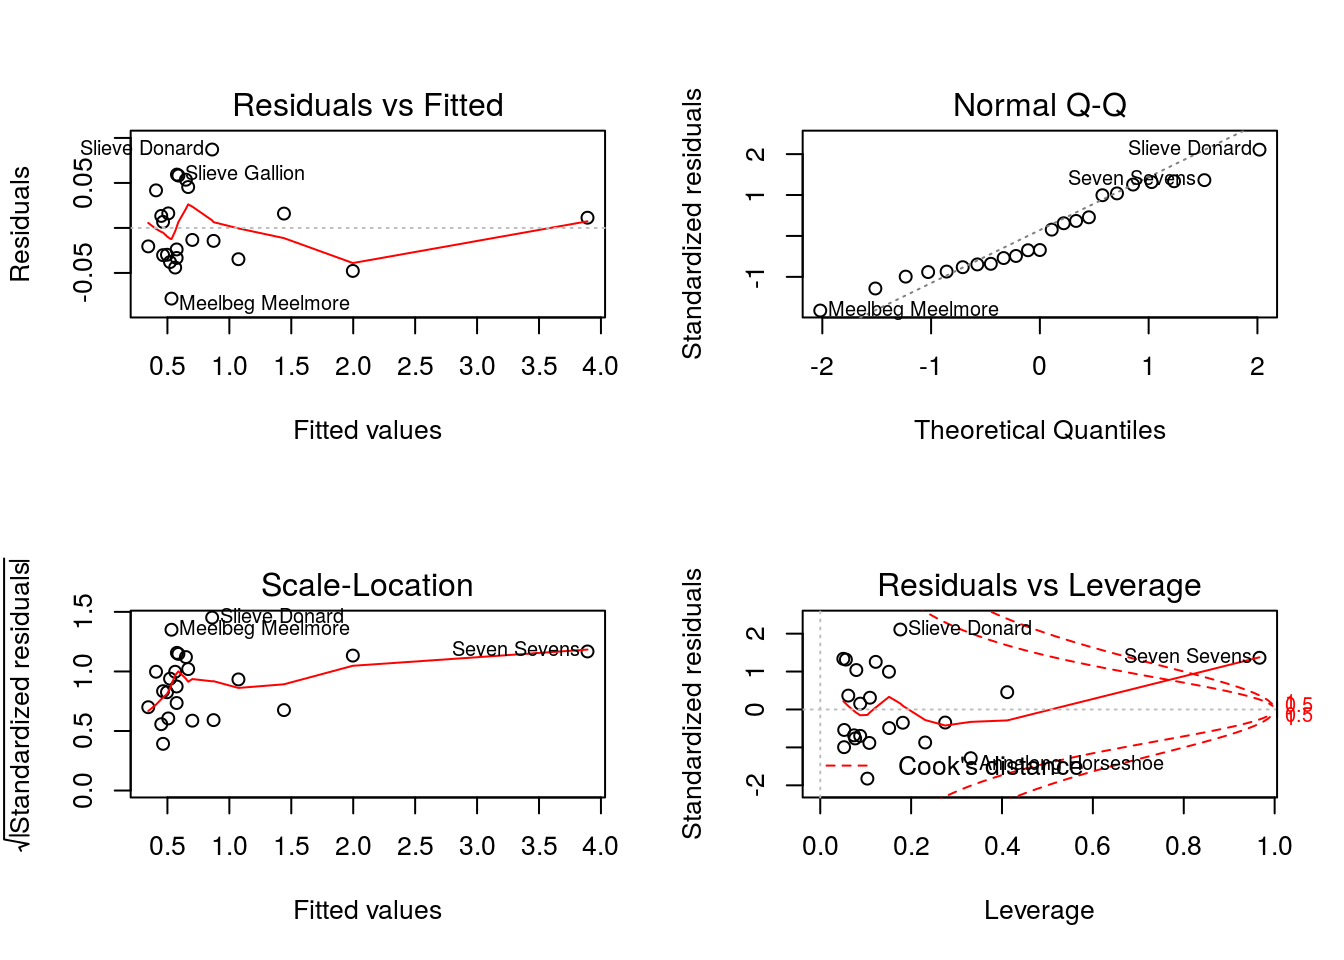 Residuals vs Fitted
Residuals
0.05
-0.05
Slieve Donard
Slieve Gallion
Meelbeg Meelmore
0.5 1.0 1.5 2.0 2.5 3.0 3.5 4.0
Fitted values
Normal Q-Q
Standardized residuals
2
1
-1
Slieve Donard
Seven Sevens
Meelbeg Meelmore
-2 -1 0 1 2
Theoretical Quantiles
Scale-Location
√|Standardized residuals|
1.5
1.0
0.5
0.0
Slieve Donard
Meelbeg Meelmore
Seven Sevens
0.5 1.0 1.5 2.0 2.5 3.0 3.5 4.0
Fitted values
Residuals vs Leverage
Standardized residuals
2
1
0
-2
Slieve Donard
Seven Sevens
Annalong Horseshoe
Cook's distance
1
0.5
0.5
1
0.0 0.2 0.4 0.6 0.8 1.0
Leverage